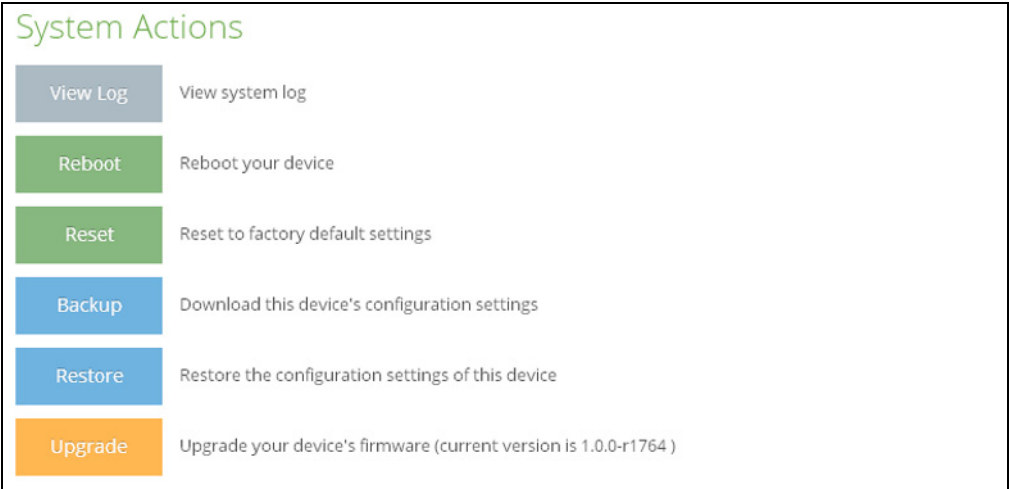 System Actions
View Log View system log
Reboot Reboot your device
Reset Reset to factory default settings
Backup Download this device's configuration settings
Restore Restore the configuration settings of this device
Upgrade Upgrade your device's firmware (current version is 1.0.0-r1764 )